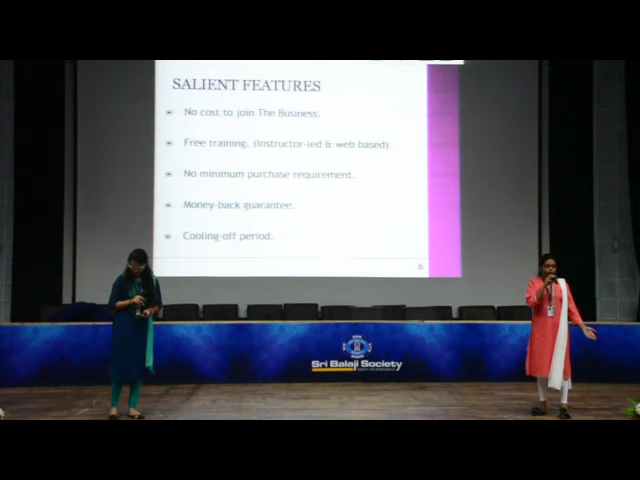 SALIENT FEATURES
No cost to join The Business.
Free training. (Instructor-led & web based)
No minimum purchase requirement.
Money-back guarantee.
Cooling-off period.
Sri Balaji Society